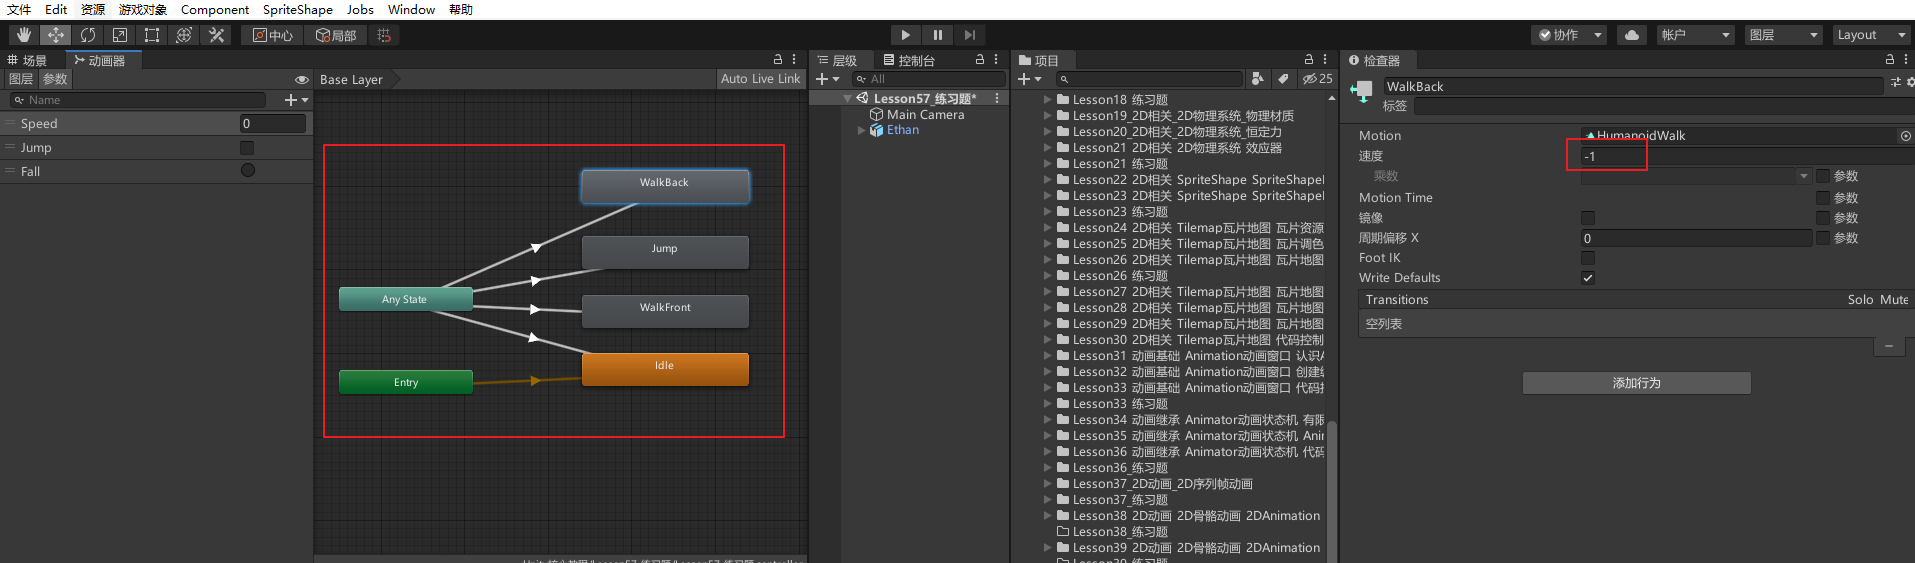 文件 Edit 资源 游戏对象 Component SpriteShape Jobs Window 帮助
中心 局部 协作 帐户 图层 Layout
场景 动画器
图层 参数
Name
Speed 0
Jump
Fall
Base Layer Auto Live Link
WalkBack
Jump
Any State
WalkFront
Idle
Entry
层级 控制台
All
Lesson57_练习题*
Main Camera
Ethan
项目
25
Lesson18 练习题
Lesson19_2D相关_2D物理系统_物理材质
Lesson20_2D相关_2D物理系统_恒定力
Lesson21 2D相关 2D物理系统 效应器
Lesson21 练习题
Lesson22 2D相关 SpriteShape SpriteShapeI
Lesson23 2D相关 SpriteShape SpriteShapeI
Lesson23 练习题
Lesson24 2D相关 Tilemap瓦片地图 瓦片资源
Lesson25 2D相关 Tilemap瓦片地图 瓦片调色
Lesson26 2D相关 Tilemap瓦片地图 瓦片地图
Lesson26 练习题
Lesson27 2D相关 Tilemap瓦片地图 瓦片地图
Lesson28 2D相关 Tilemap瓦片地图 瓦片地图
Lesson29 2D相关 Tilemap瓦片地图 瓦片地图
Lesson30 2D相关 Tilemap瓦片地图 代码控制
Lesson31 动画基础 Animation动画窗口 认识A
Lesson32 动画基础 Animation动画窗口 创建编
Lesson33 动画基础 Animation动画窗口 代码控
Lesson33 练习题
Lesson34 动画继承 Animator动画状态机 有限
Lesson35 动画继承 Animator动画状态机 Ani
Lesson36 动画继承 Animator动画状态机 代码
Lesson36_练习题
Lesson37_2D动画_2D序列帧动画
Lesson37_练习题
Lesson38 2D动画 2D骨骼动画 2DAnimation
Lesson38_练习题
Lesson39 2D动画 2D骨骼动画 2DAnimation
检查器
WalkBack
标签
Motion HumanoidWalk
速度 -1
乘数 参数
Motion Time 参数
镜像 参数
周期偏移 X 0 参数
Foot IK
Write Defaults
Transitions Solo Mute
空列表
添加行为